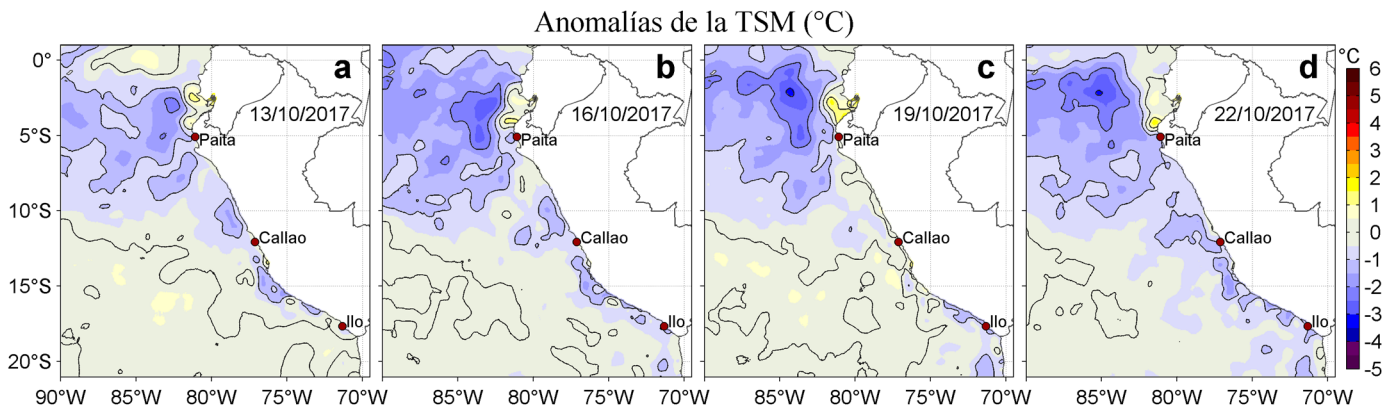 Anomalías de la TSM (°C)
a
b
c
d
°C
13/10/2017
16/10/2017
19/10/2017
22/10/2017
0°
5°S
10°S
15°S
20°S
Paita
Callao
Ilo
Paita
Callao
Ilo
Paita
Callao
Ilo
Paita
Callao
Ilo
90°W
85°W
80°W
75°W
70°W
85°W
80°W
75°W
70°W
85°W
80°W
75°W
70°W
85°W
80°W
75°W
70°W
6
5
4
3
2
1
0
-1
-2
-3
-4
-5